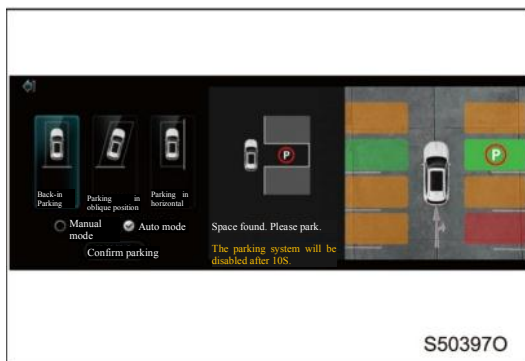 Back-in
Parking
Parking in
oblique position
Parking in
horizontal
Manual
mode
Auto mode
Confirm parking
P
Space found. Please park.
The parking system will be
disabled after 10S.
P
S50397O